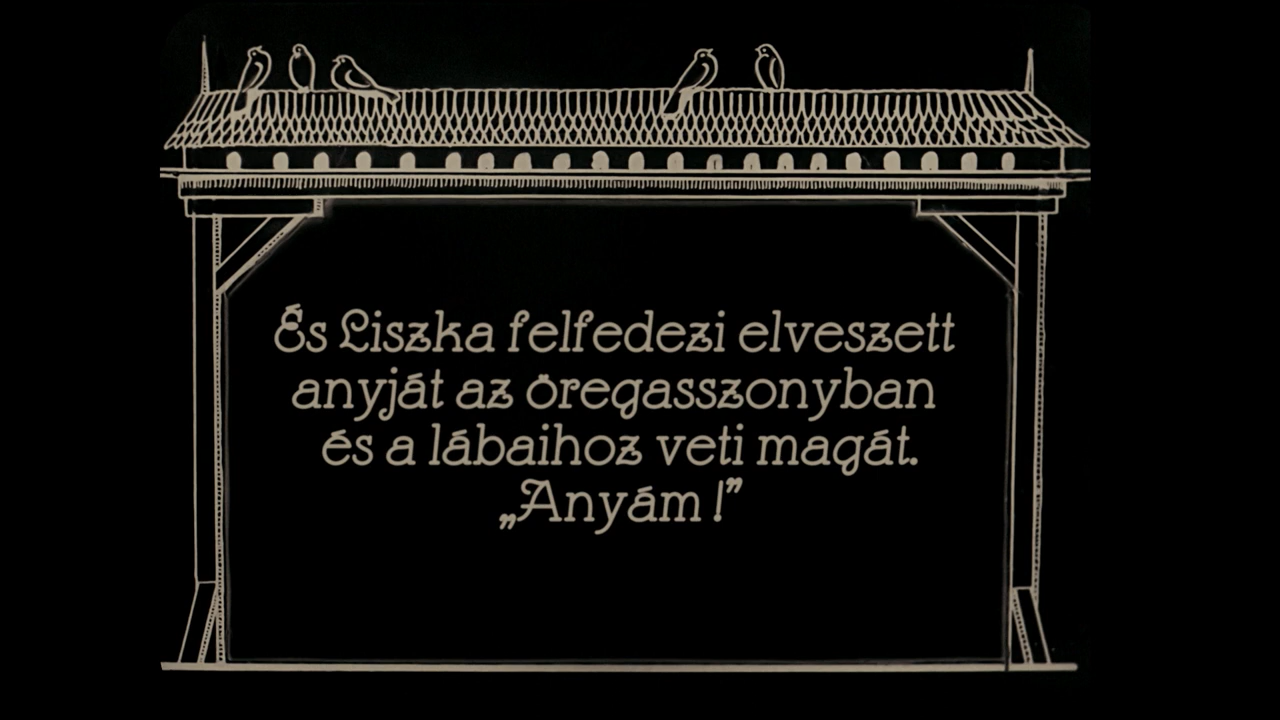 És Liszka felfedezi elveszett
anyját az öregasszonyban
és a lábaihoz veti magát.
„Anyám!”